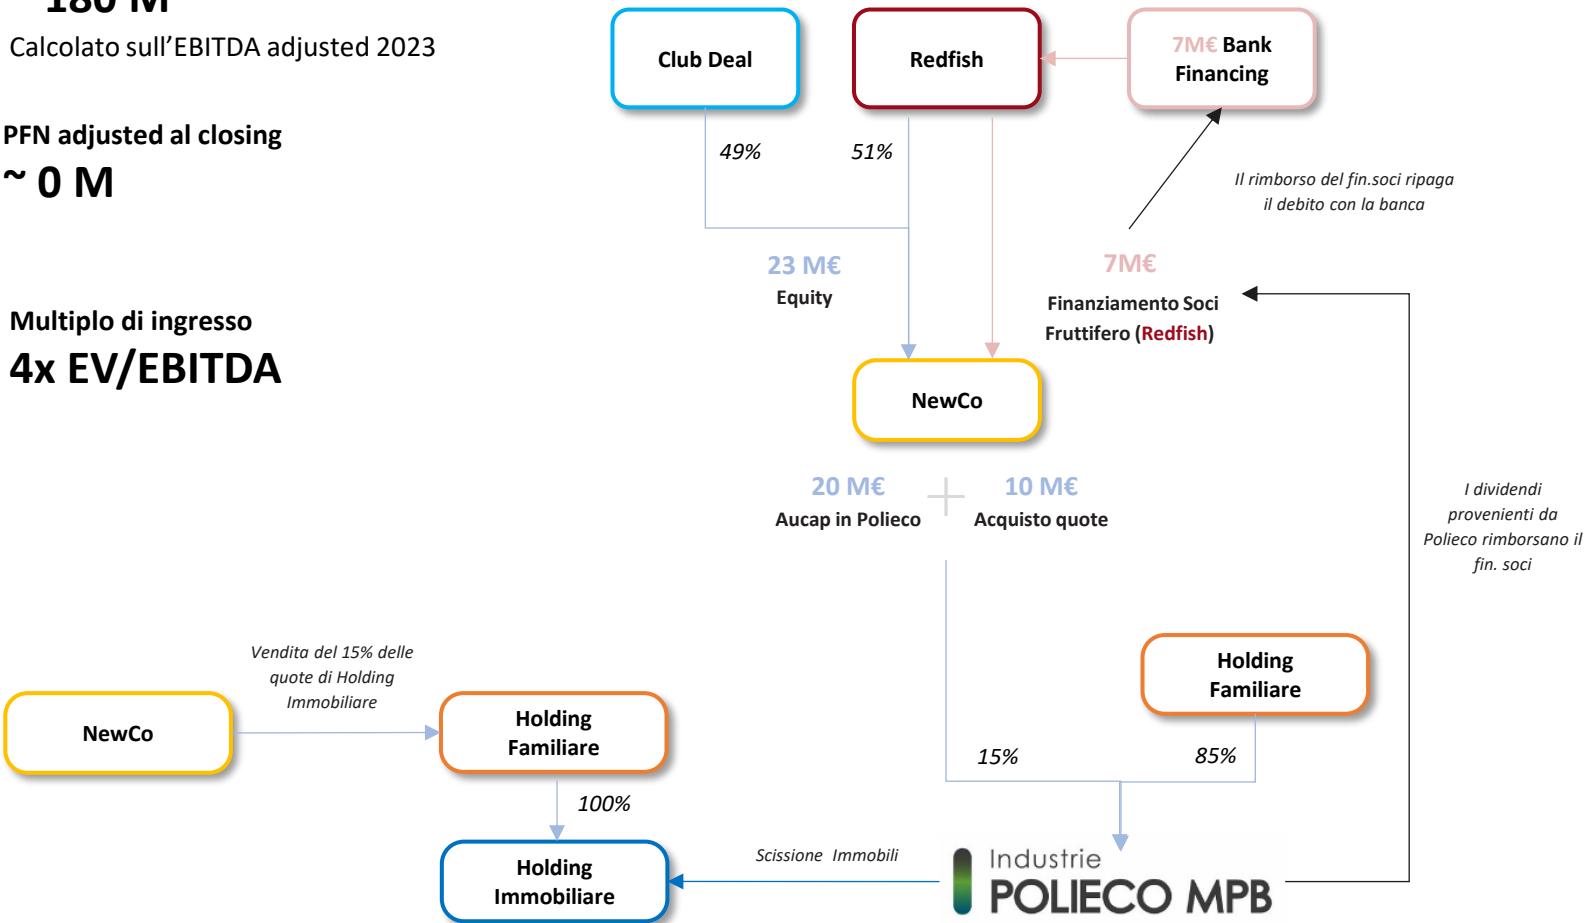 180 M
Calcolato sull'EBITDA adjusted 2023
PFN adjusted al closing
~ 0 M
Multiplo di ingresso
4x EV/EBITDA
Club Deal
Redfish
7M€ Bank
Financing
49%
51%
Il rimborso del fin.soci ripaga
il debito con la banca
23 M€
Equity
7M€
Finanziamento Soci
Fruttifero (Redfish)
NewCo
20 M€
Aucap in Polieco
10 M€
Acquisto quote
I dividendi
provenienti da
Polieco rimborsano il
fin. soci
Vendita del 15% delle
quote di Holding
Immobiliare
NewCo
Holding
Familiare
Holding
Familiare
15%
85%
100%
Holding
Immobiliare
Scissione Immobili
Industrie
POLIECO MPB